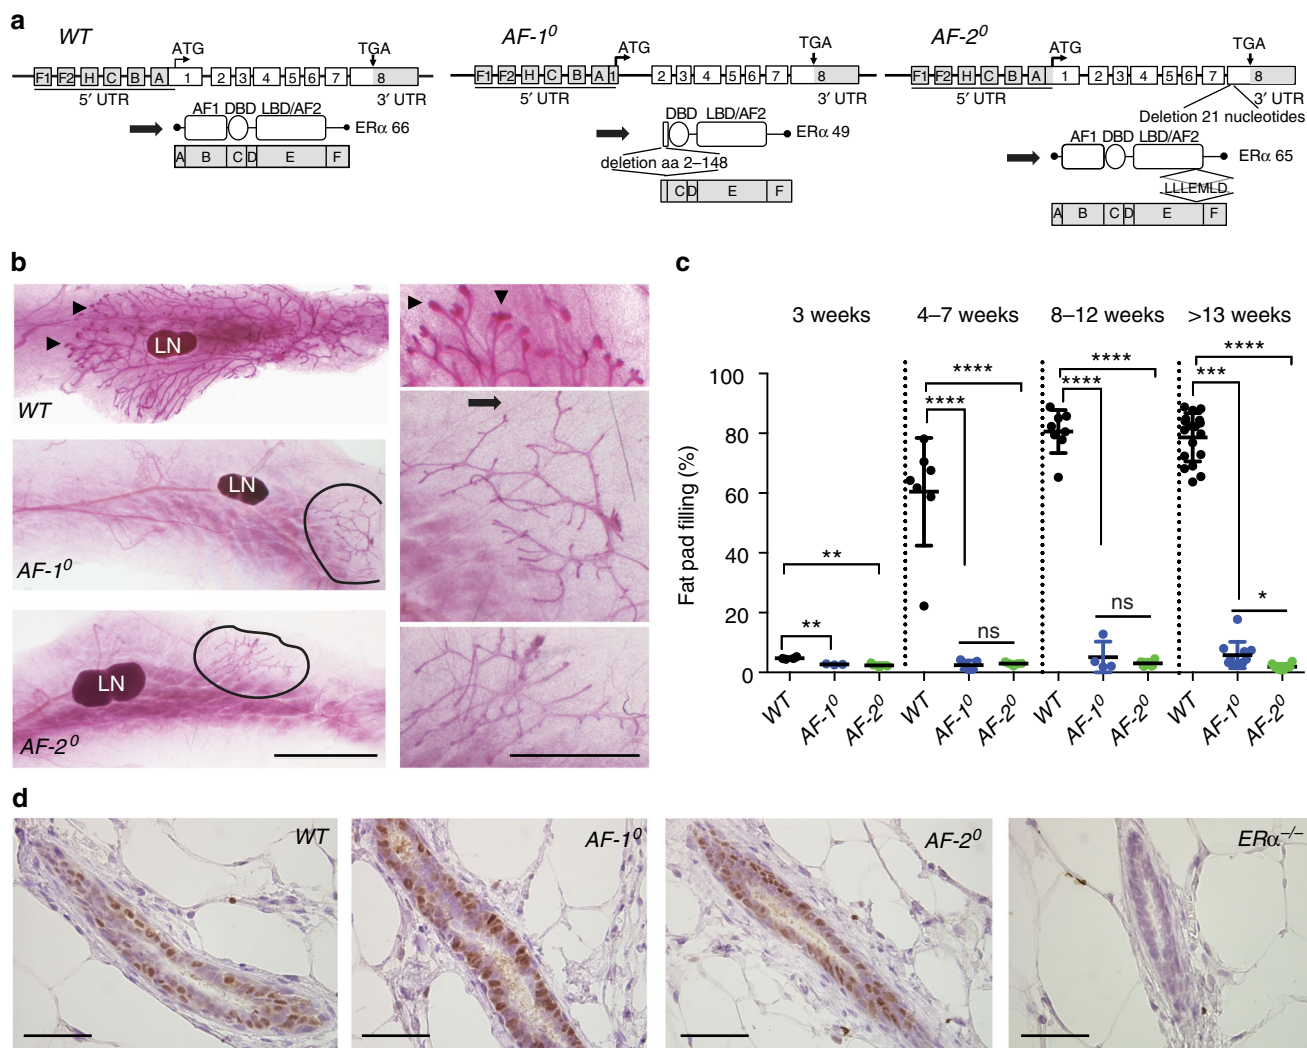 a
WT
ATG
TGA
F1 F2 H C B A 1 2 3 4 5 6 7 8
5′ UTR
3′ UTR
AF1 DBD LBD/AF2
ERα 66
A B C D E F
AF-1⁰
ATG
TGA
F1 F2 H C B A 1 2 3 4 5 6 7 8
5′ UTR
3′ UTR
DBD LBD/AF2
ERα 49
deletion aa 2–148
C D E F
AF-2⁰
ATG
TGA
F1 F2 H C B A 1 2 3 4 5 6 7 8
5′ UTR
3′ UTR
Deletion 21 nucleotides
AF1 DBD LBD/AF2
ERα 65
LLLEMLD
A B C D E F
b
LN
WT
LN
AF-1⁰
LN
AF-2⁰
c
3 weeks 4–7 weeks 8–12 weeks >13 weeks
Fat pad filling (%)
100
80
60
40
20
0
** **
**** **** ns
**** **** ns
*** **** *
WT AF-1⁰ AF-2⁰ WT AF-1⁰ AF-2⁰ WT AF-1⁰ AF-2⁰ WT AF-1⁰ AF-2⁰
d
WT
AF-1⁰
AF-2⁰
ERα⁻/⁻